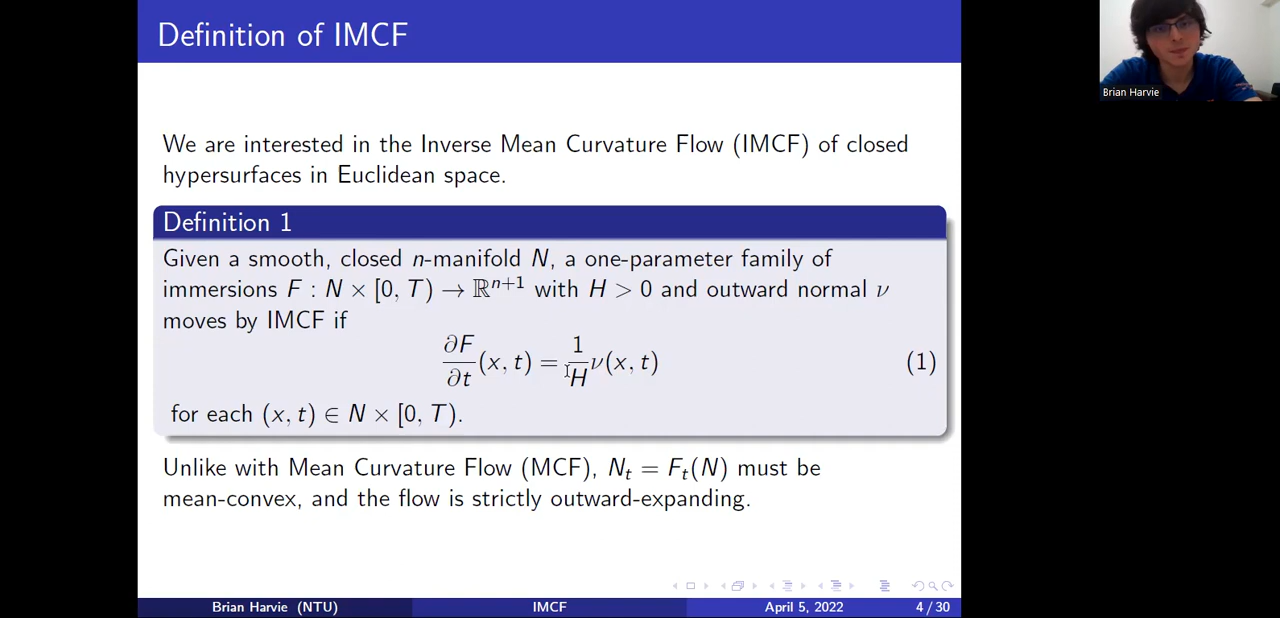 Definition of IMCF
Brian Harvie
We are interested in the Inverse Mean Curvature Flow (IMCF) of closed
hypersurfaces in Euclidean space.
Definition 1
Given a smooth, closed n-manifold N, a one-parameter family of
immersions F : N × [0, T) → ℝⁿ⁺¹ with H > 0 and outward normal ν
moves by IMCF if
∂F/∂t (x, t) = 1/H ν(x, t) (1)
for each (x, t) ∈ N × [0, T).
Unlike with Mean Curvature Flow (MCF), Nₜ = Fₜ(N) must be
mean-convex, and the flow is strictly outward-expanding.
Brian Harvie (NTU) IMCF April 5, 2022 4 / 30